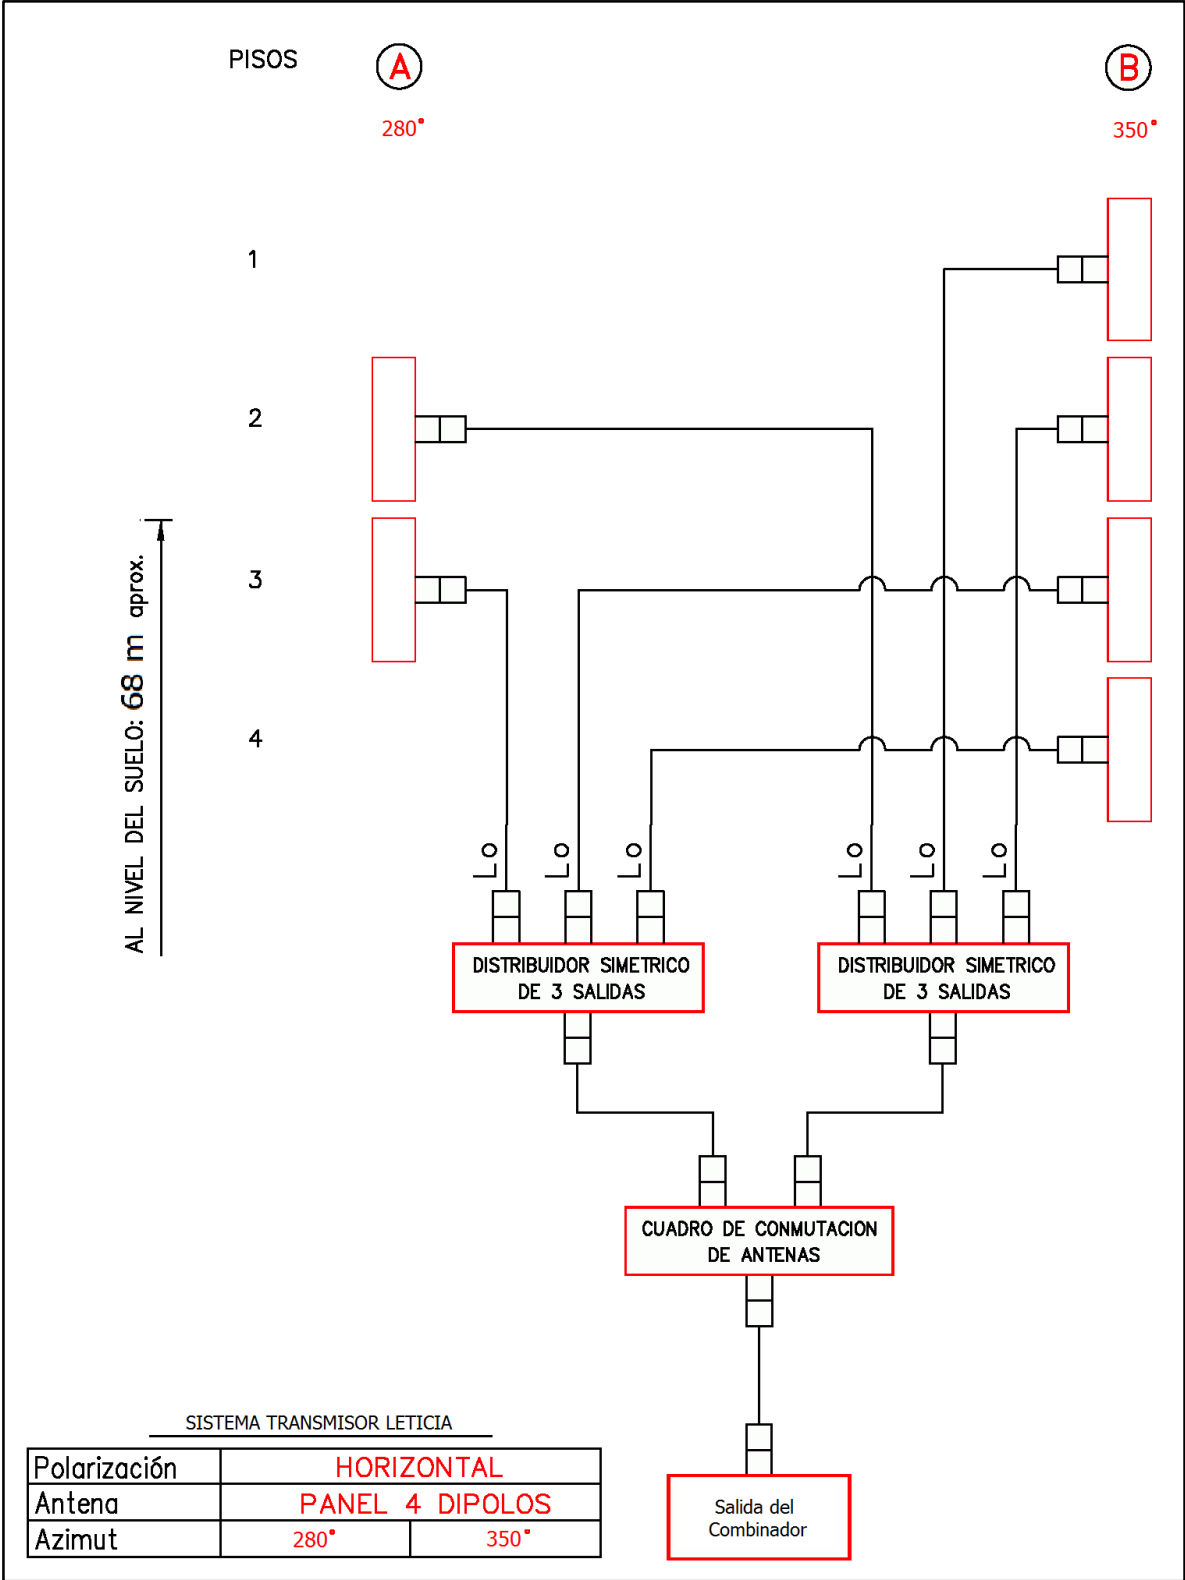 PISOS
A
B
280°
350°
1
2
3
4
AL NIVEL DEL SUELO: 68 m aprox.
LO
LO
LO
LO
LO
LO
DISTRIBUIDOR SIMETRICO
DE 3 SALIDAS
DISTRIBUIDOR SIMETRICO
DE 3 SALIDAS
CUADRO DE CONMUTACION
DE ANTENAS
Salida del
Combinador
SISTEMA TRANSMISOR LETICIA
Polarización HORIZONTAL
Antena PANEL 4 DIPOLOS
Azimut 280° 350°